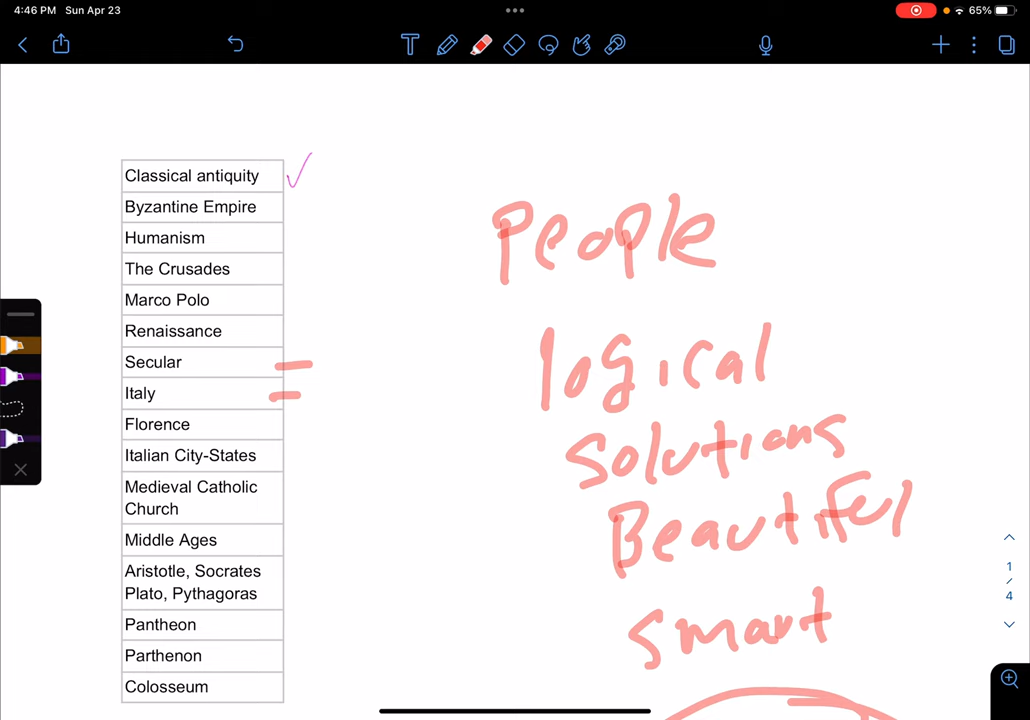 4:46 PM Sun Apr 23
65%
T
Classical antiquity
Byzantine Empire
Humanism
The Crusades
Marco Polo
Renaissance
Secular
Italy
Florence
Italian City-States
Medieval Catholic
Church
Middle Ages
Aristotle, Socrates
Plato, Pythagoras
Pantheon
Parthenon
Colosseum
People
logical
solutions
Beautiful
smart
1
/
4